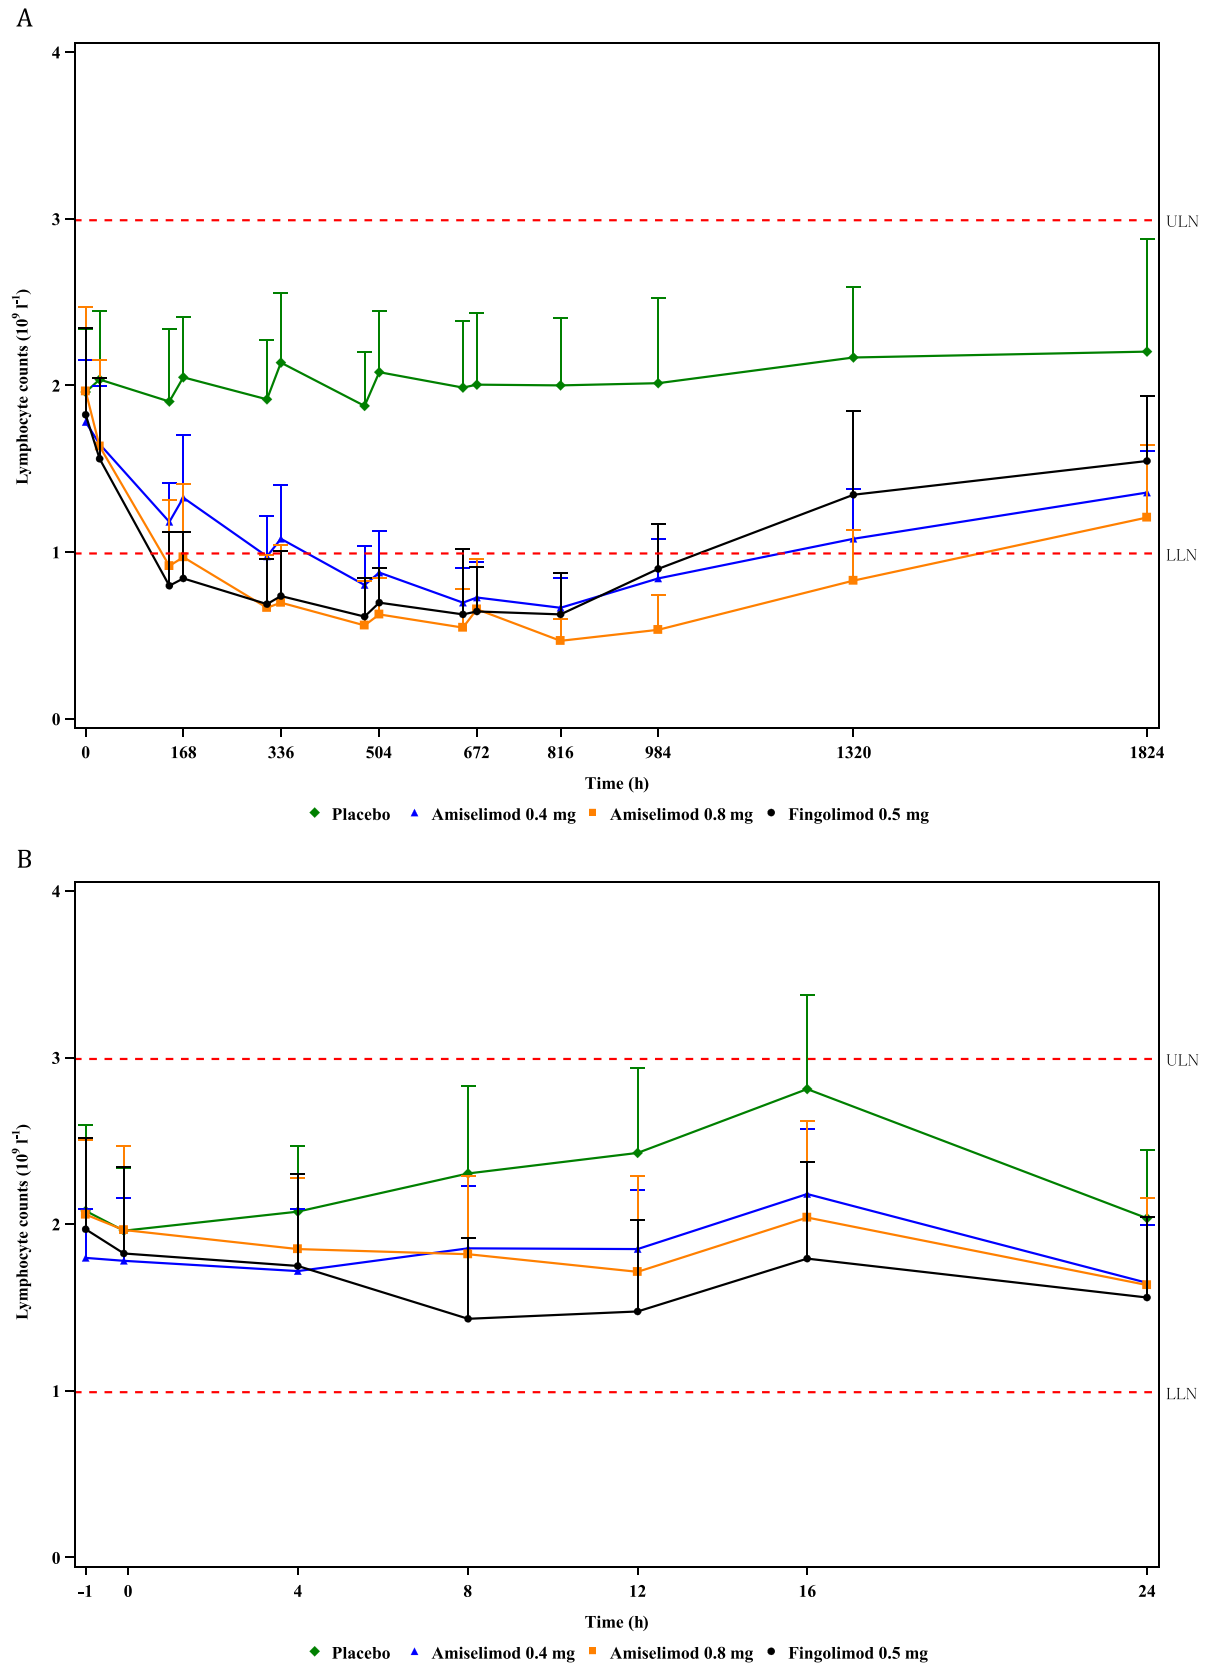 A
4
3
2
1
0
Lymphocyte counts (10⁹ l⁻¹)
ULN
LLN
0 168 336 504 672 816 984 1320 1824
Time (h)
Placebo Amiselimod 0.4 mg Amiselimod 0.8 mg Fingolimod 0.5 mg
B
4
3
2
1
0
Lymphocyte counts (10⁹ l⁻¹)
ULN
LLN
-1 0 4 8 12 16 24
Time (h)
Placebo Amiselimod 0.4 mg Amiselimod 0.8 mg Fingolimod 0.5 mg